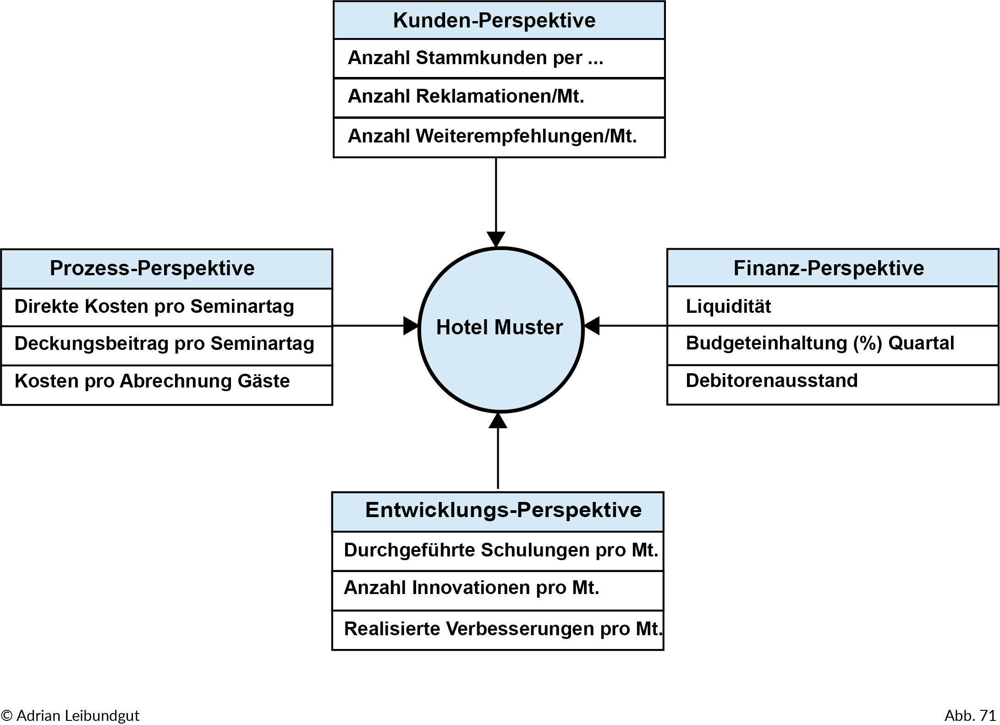 Kunden-Perspektive
Anzahl Stammkunden per ...
Anzahl Reklamationen/Mt.
Anzahl Weiterempfehlungen/Mt.
Prozess-Perspektive
Direkte Kosten pro Seminartag
Deckungsbeitrag pro Seminartag
Kosten pro Abrechnung Gäste
Hotel Muster
Finanz-Perspektive
Liquidität
Budgeteinhaltung (%) Quartal
Debitorenausstand
Entwicklungs-Perspektive
Durchgeführte Schulungen pro Mt.
Anzahl Innovationen pro Mt.
Realisierte Verbesserungen pro Mt.
© Adrian Leibundgut
Abb. 71